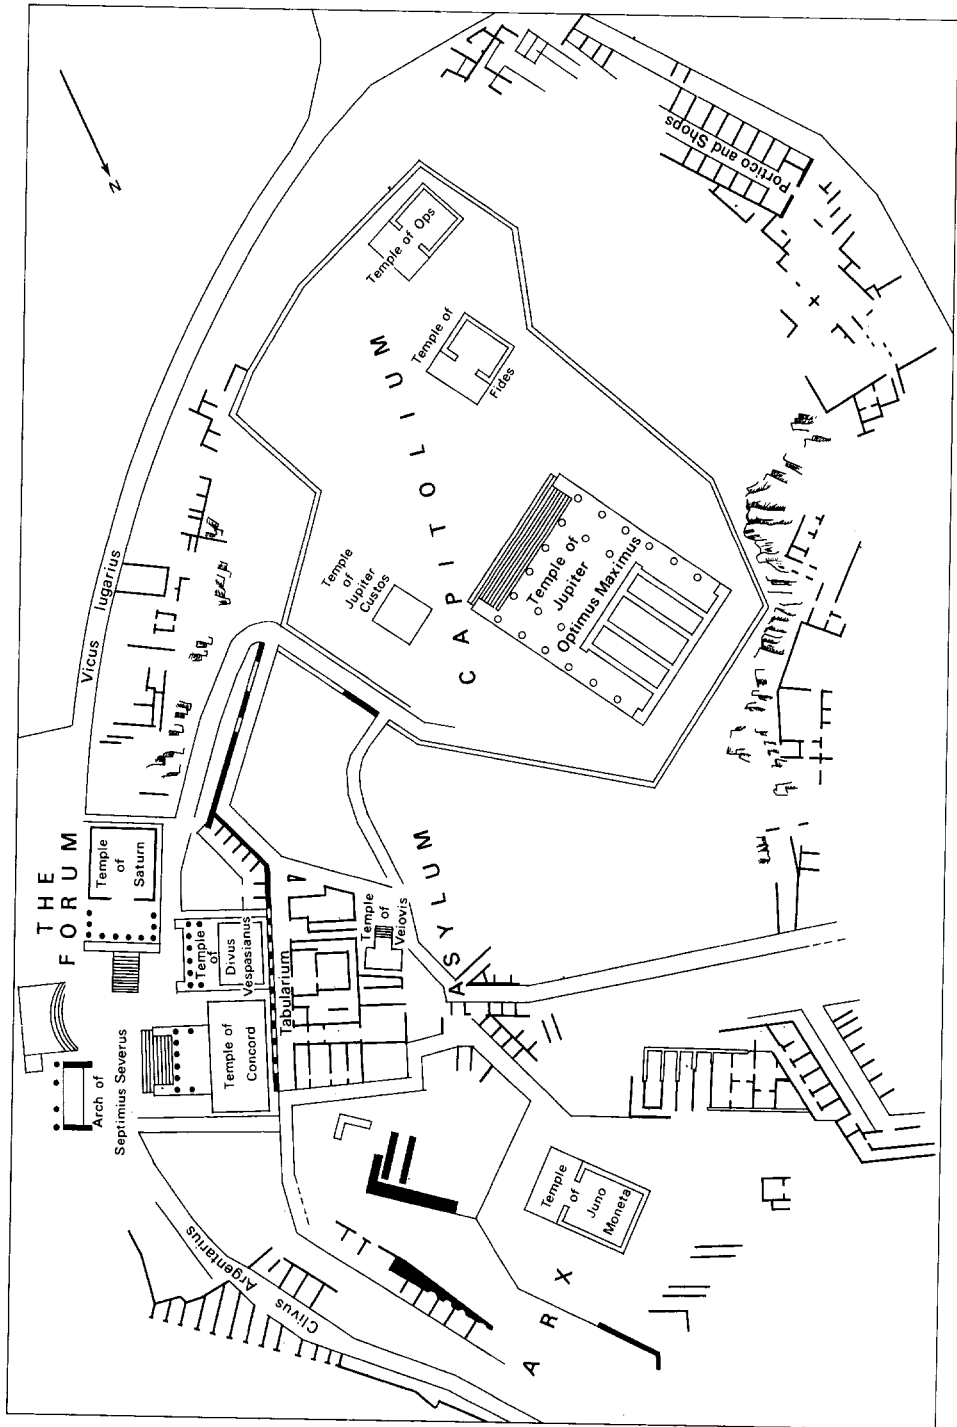 N
Vicus Iugarius
THE
FORUM
Temple
of
Saturn
Temple
of
Divus
Vespasianus
Temple of
Concord
Arch of
Septimius Severus
Tabularium
Temple
of
Veiovis
ASYLUM
CAPITOLIUM
Temple of Ops
Temple of
Fides
Temple
of
Jupiter
Custos
Temple of
Jupiter
Optimus Maximus
Portico and Shops
Clivus Argentarius
ARX
Temple
of
Juno
Moneta